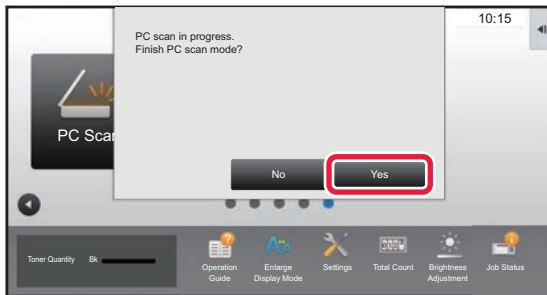 10:15
PC scan in progress.
Finish PC scan mode?
PC Scan
No
Yes
Toner Quantity Bk
Operation
Guide
Enlarge
Display Mode
Settings
Total Count
Brightness
Adjustment
Job Status